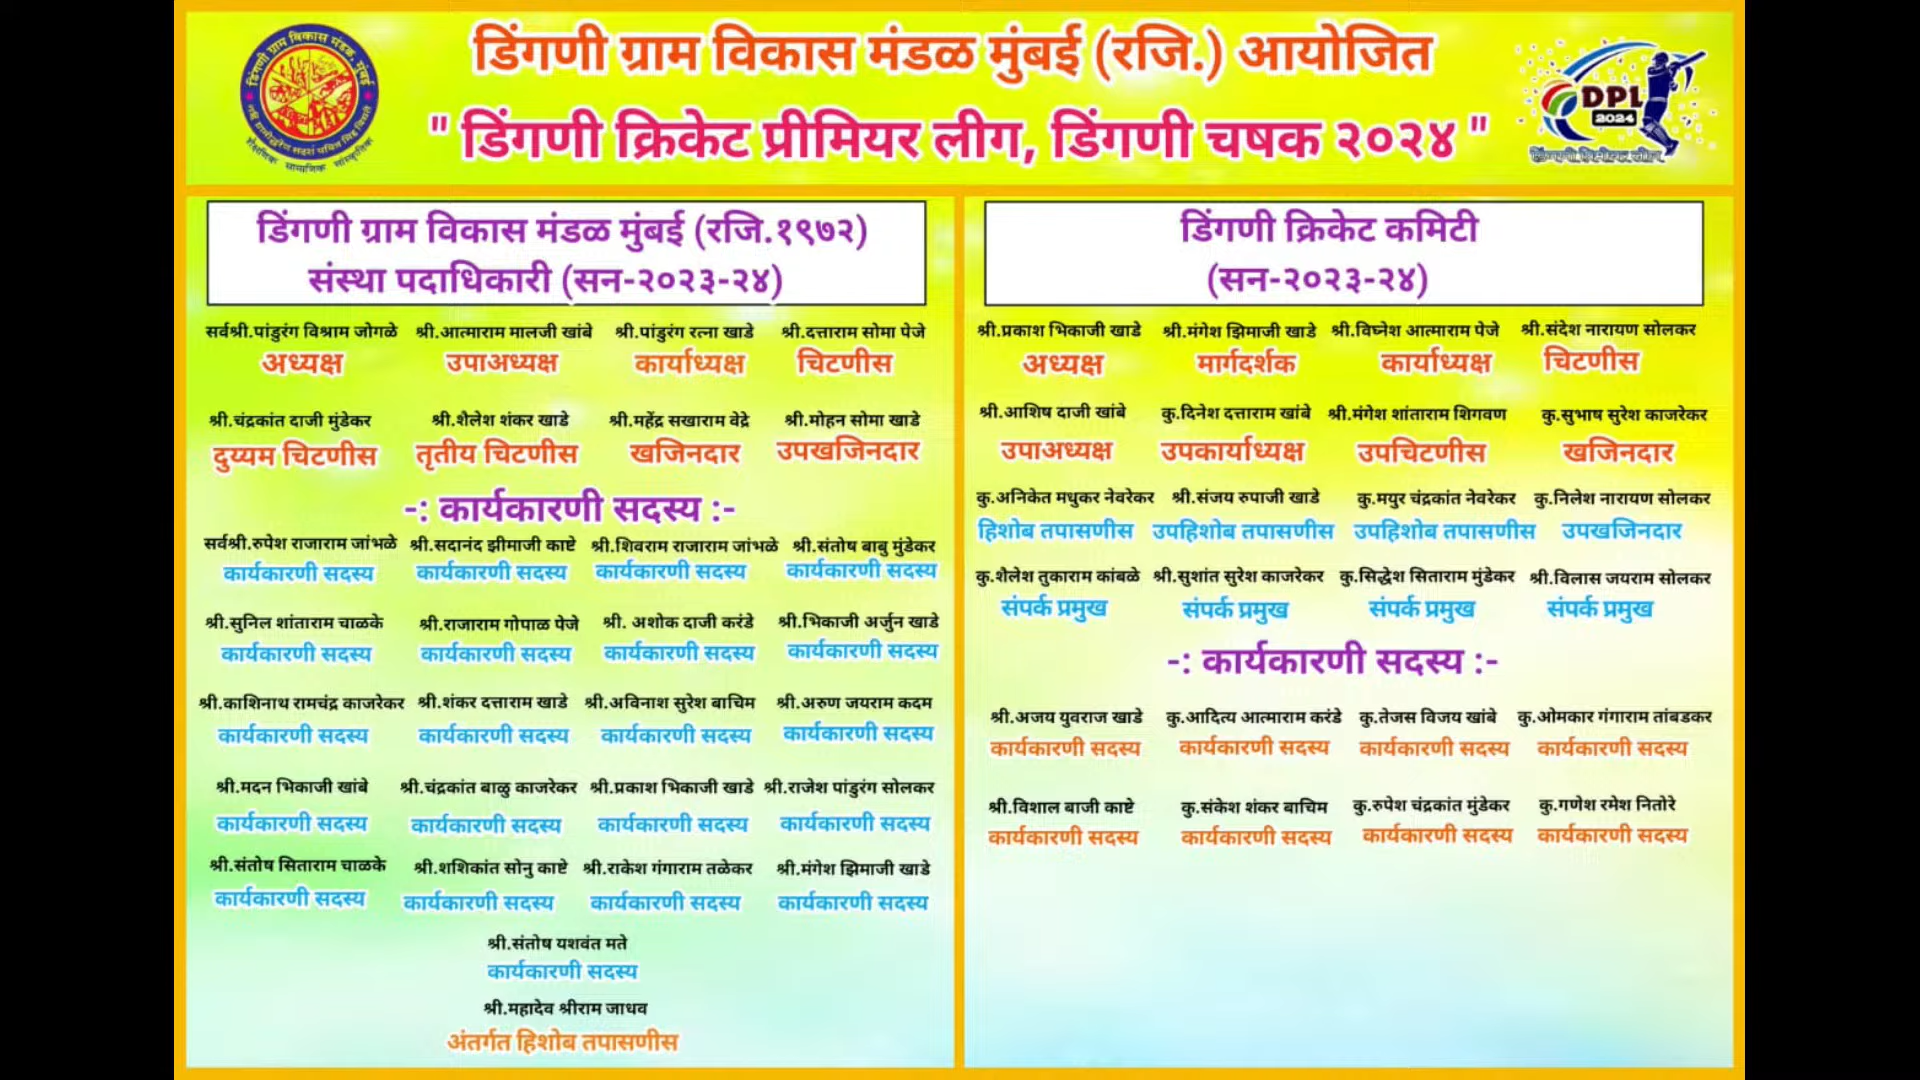 डिंगणी ग्राम विकास मंडळ मुंबई (रजि.) आयोजित
" डिंगणी क्रिकेट प्रीमियर लीग, डिंगणी चषक २०२४ "
डिंगणी ग्राम विकास मंडळ, मुंबई
शैक्षणिक सामाजिक सांस्कृतिक
DPL
2024
डिंगणी प्रिमीयर लीग
डिंगणी ग्राम विकास मंडळ मुंबई (रजि.१९७२)
संस्था पदाधिकारी (सन-२०२३-२४)
सर्वश्री.पांडुरंग विश्राम जोगळे श्री.आत्माराम मालजी खांबे श्री.पांडुरंग रत्ना खाडे श्री.दत्ताराम सोमा पेजे
अध्यक्ष उपाअध्यक्ष कार्याध्यक्ष चिटणीस
श्री.चंद्रकांत दाजी मुंडेकर श्री.शैलेश शंकर खाडे श्री.महेंद्र सखाराम वेद्रे श्री.मोहन सोमा खाडे
दुय्यम चिटणीस तृतीय चिटणीस खजिनदार उपखजिनदार
-: कार्यकारणी सदस्य :-
सर्वश्री.रुपेश राजाराम जांभळे श्री.सदानंद झीमाजी काष्टे श्री.शिवराम राजाराम जांभळे श्री.संतोष बाबु मुंडेकर
कार्यकारणी सदस्य कार्यकारणी सदस्य कार्यकारणी सदस्य कार्यकारणी सदस्य
श्री.सुनिल शांताराम चाळके श्री.राजाराम गोपाळ पेजे श्री. अशोक दाजी करंडे श्री.भिकाजी अर्जुन खाडे
कार्यकारणी सदस्य कार्यकारणी सदस्य कार्यकारणी सदस्य कार्यकारणी सदस्य
श्री.काशिनाथ रामचंद्र काजरेकर श्री.शंकर दत्ताराम खाडे श्री.अविनाश सुरेश बाचिम श्री.अरुण जयराम कदम
कार्यकारणी सदस्य कार्यकारणी सदस्य कार्यकारणी सदस्य कार्यकारणी सदस्य
श्री.मदन भिकाजी खांबे श्री.चंद्रकांत बाळु काजरेकर श्री.प्रकाश भिकाजी खाडे श्री.राजेश पांडुरंग सोलकर
कार्यकारणी सदस्य कार्यकारणी सदस्य कार्यकारणी सदस्य कार्यकारणी सदस्य
श्री.संतोष सिताराम चाळके श्री.शशिकांत सोनु काष्टे श्री.राकेश गंगाराम तळेकर श्री.मंगेश झिमाजी खाडे
कार्यकारणी सदस्य कार्यकारणी सदस्य कार्यकारणी सदस्य कार्यकारणी सदस्य
श्री.संतोष यशवंत मते
कार्यकारणी सदस्य
श्री.महादेव श्रीराम जाधव
अंतर्गत हिशोब तपासणीस
डिंगणी क्रिकेट कमिटी
(सन-२०२३-२४)
श्री.प्रकाश भिकाजी खाडे श्री.मंगेश झिमाजी खाडे श्री.विघ्नेश आत्माराम पेजे श्री.संदेश नारायण सोलकर
अध्यक्ष मार्गदर्शक कार्याध्यक्ष चिटणीस
श्री.आशिष दाजी खांबे कु.दिनेश दत्ताराम खांबे श्री.मंगेश शांताराम शिगवण कु.सुभाष सुरेश काजरेकर
उपाअध्यक्ष उपकार्याध्यक्ष उपचिटणीस खजिनदार
कु.अनिकेत मधुकर नेवरेकर श्री.संजय रुपाजी खाडे कु.मयुर चंद्रकांत नेवरेकर कु.निलेश नारायण सोलकर
हिशोब तपासणीस उपहिशोब तपासणीस उपहिशोब तपासणीस उपखजिनदार
कु.शैलेश तुकाराम कांबळे श्री.सुशांत सुरेश काजरेकर कु.सिद्धेश सिताराम मुंडेकर श्री.विलास जयराम सोलकर
संपर्क प्रमुख संपर्क प्रमुख संपर्क प्रमुख संपर्क प्रमुख
-: कार्यकारणी सदस्य :-
श्री.अजय युवराज खाडे कु.आदित्य आत्माराम करंडे कु.तेजस विजय खांबे कु.ओमकार गंगाराम तांबडकर
कार्यकारणी सदस्य कार्यकारणी सदस्य कार्यकारणी सदस्य कार्यकारणी सदस्य
श्री.विशाल बाजी काष्टे कु.संकेश शंकर बाचिम कु.रुपेश चंद्रकांत मुंडेकर कु.गणेश रमेश नितोरे
कार्यकारणी सदस्य कार्यकारणी सदस्य कार्यकारणी सदस्य कार्यकारणी सदस्य